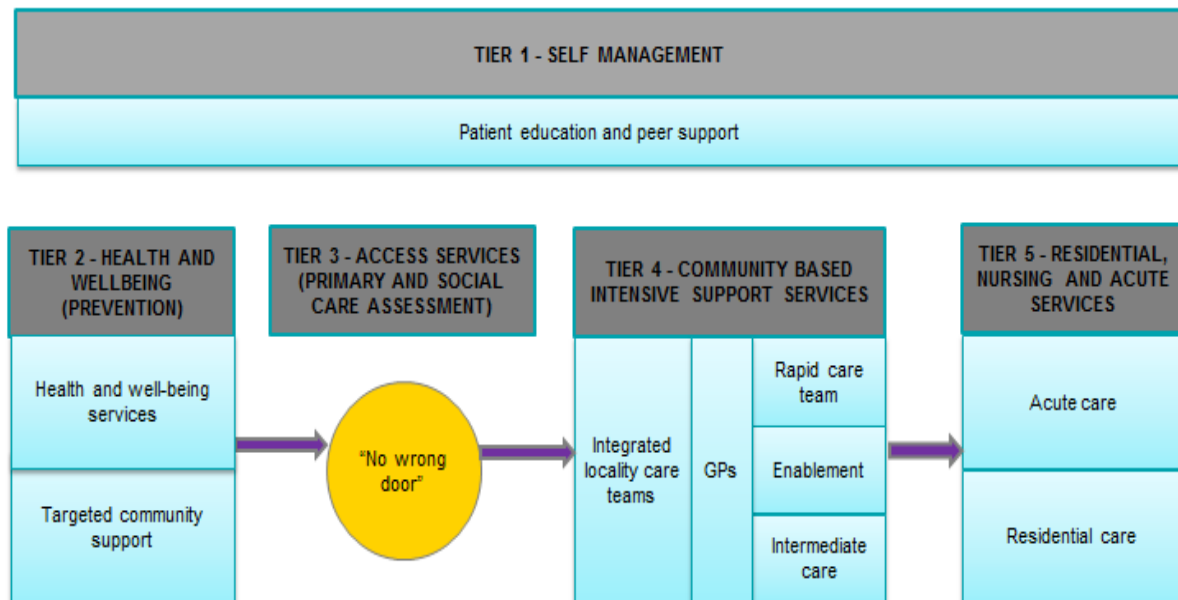 TIER 1 - SELF MANAGEMENT
Patient education and peer support
TIER 2 - HEALTH AND
WELLBEING
(PREVENTION)
Health and well-being
services
Targeted community
support
TIER 3 - ACCESS SERVICES
(PRIMARY AND SOCIAL
CARE ASSESSMENT)
“No wrong
door”
TIER 4 - COMMUNITY BASED
INTENSIVE SUPPORT SERVICES
Integrated
locality care
teams
GPs
Rapid care
team
Enablement
Intermediate
care
TIER 5 - RESIDENTIAL,
NURSING AND ACUTE
SERVICES
Acute care
Residential care